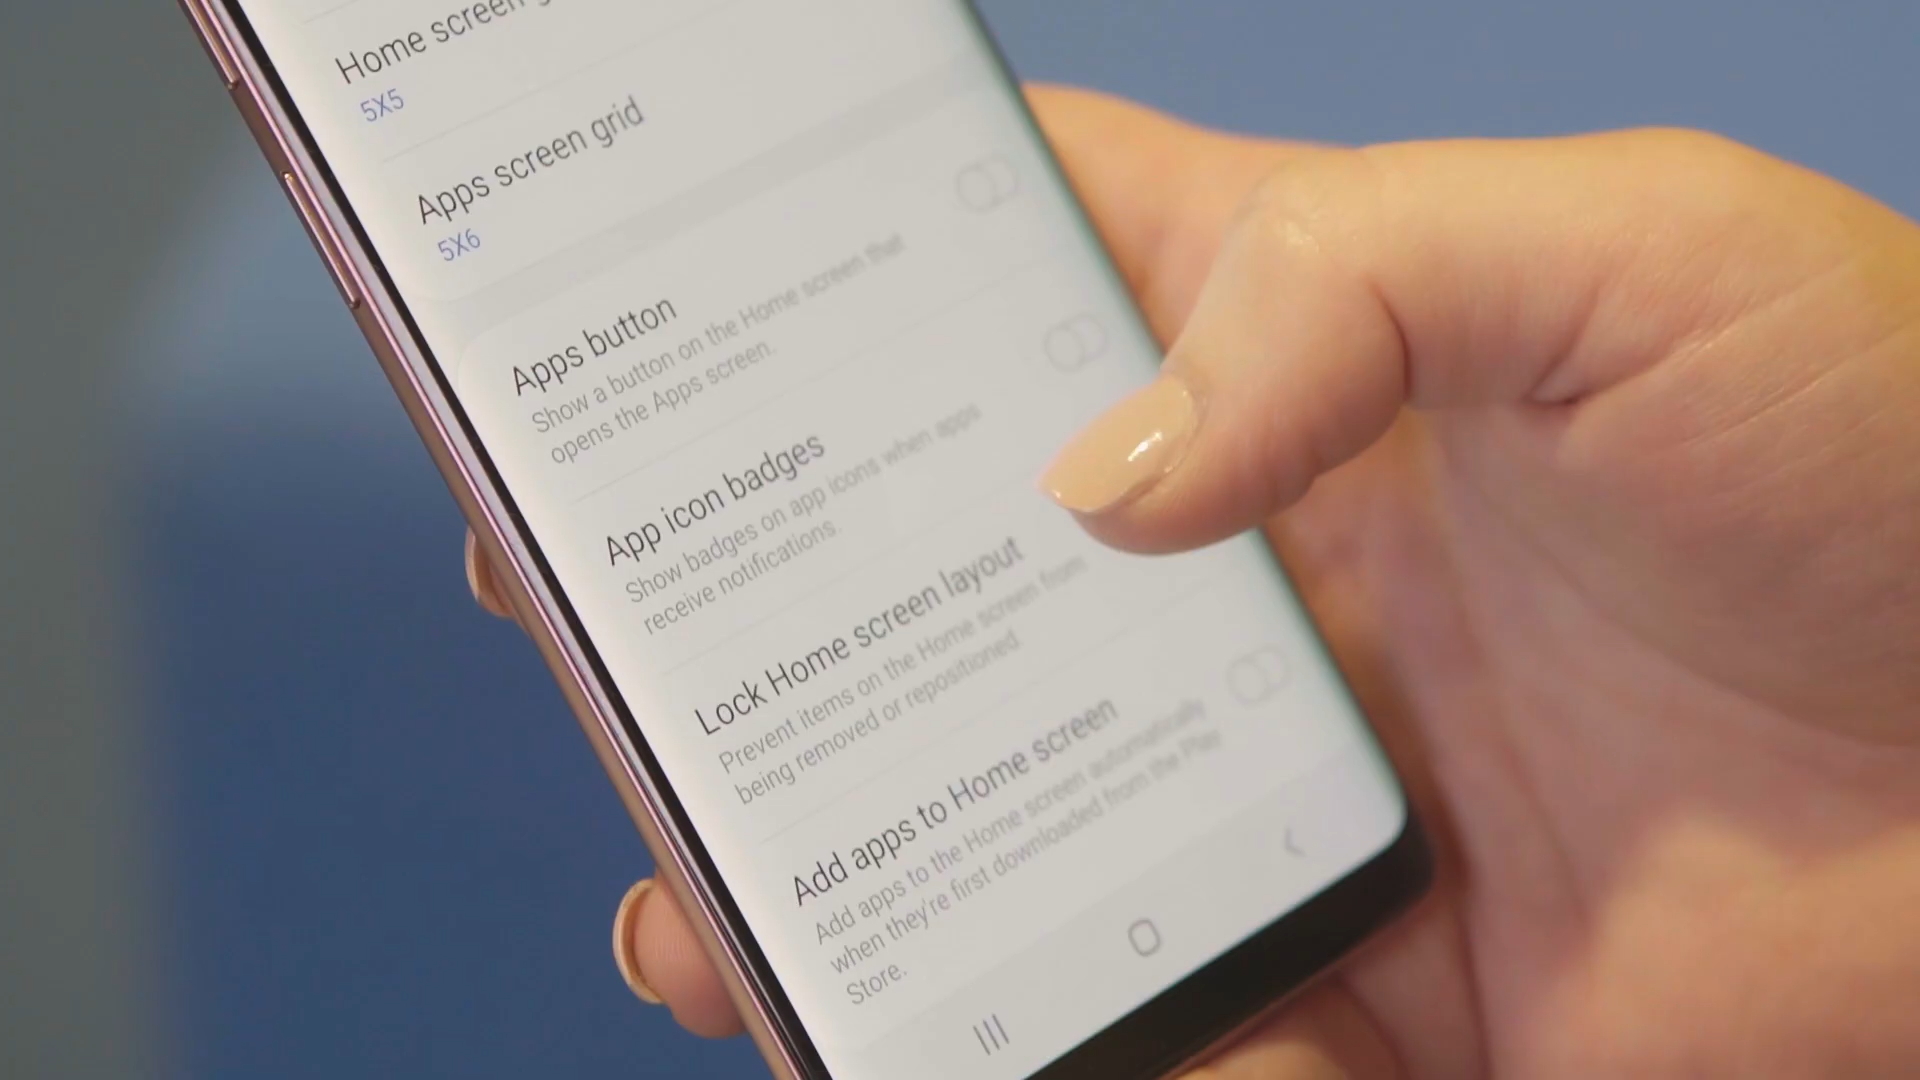 Home screen
5X5
Apps screen grid
5X6
Apps button
Show a button on the Home screen that
opens the Apps screen.
App icon badges
Show badges on app icons when apps
receive notifications.
Lock Home screen layout
Prevent items on the Home screen from
being removed or repositioned.
Add apps to Home screen
Add apps to the Home screen automatically
when they're first downloaded from the Play
Store.